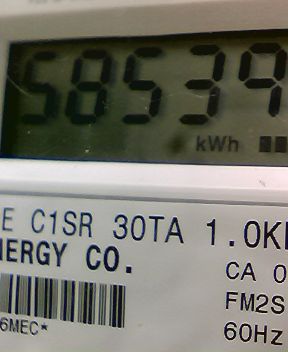 58539
kWh
E C1SR 30TA 1.0K
NERGY CO.
CA 0
FM2S
6MEC*
60Hz